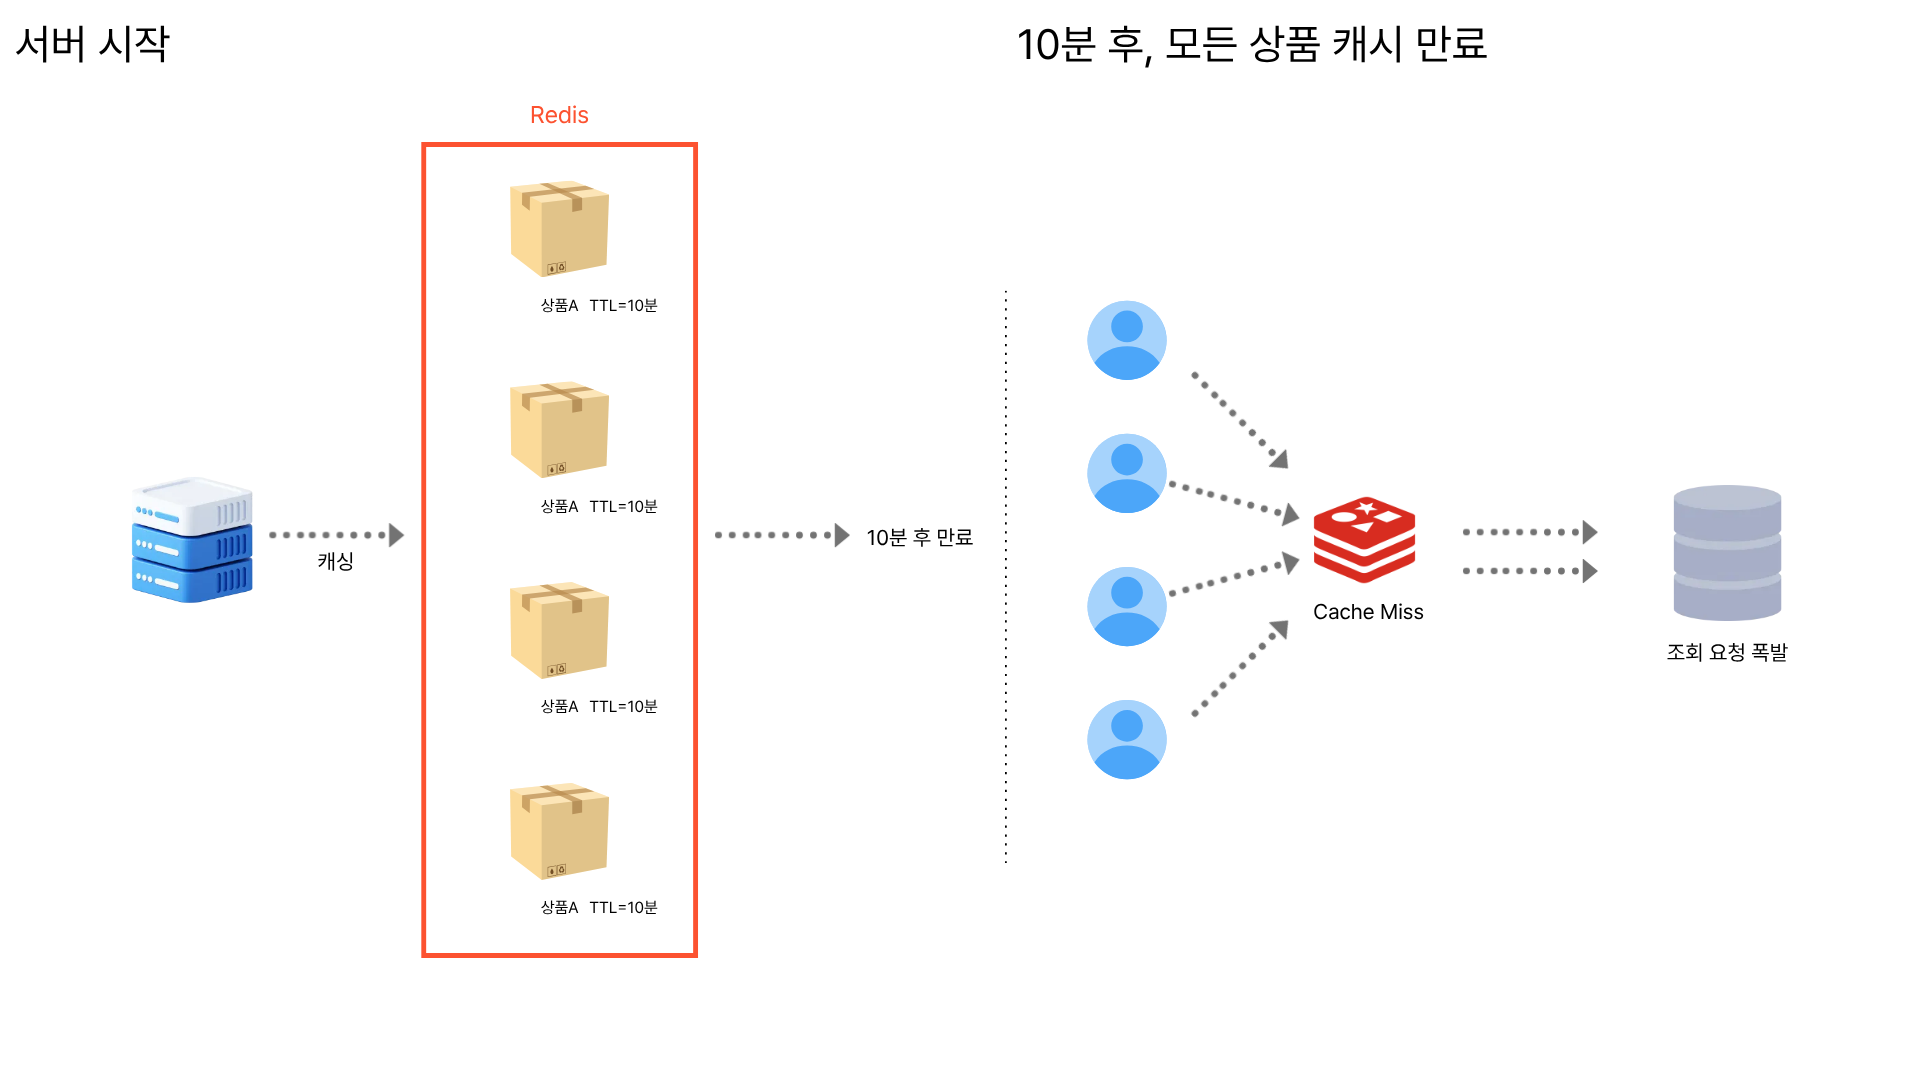 서버 시작
10분 후, 모든 상품 캐시 만료
Redis
상품A TTL=10분
상품A TTL=10분
상품A TTL=10분
상품A TTL=10분
캐싱
10분 후 만료
Cache Miss
조회 요청 폭발